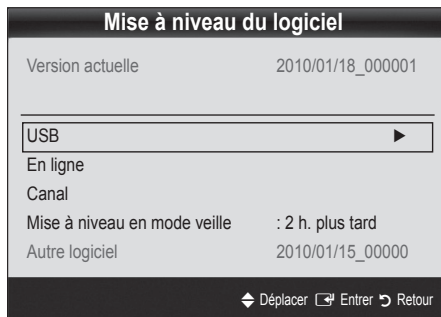 Mise à niveau du logiciel
Version actuelle 2010/01/18_000001
USB ▶
En ligne
Canal
Mise à niveau en mode veille : 2 h. plus tard
Autre logiciel 2010/01/15_00000
Déplacer Entrer Retour